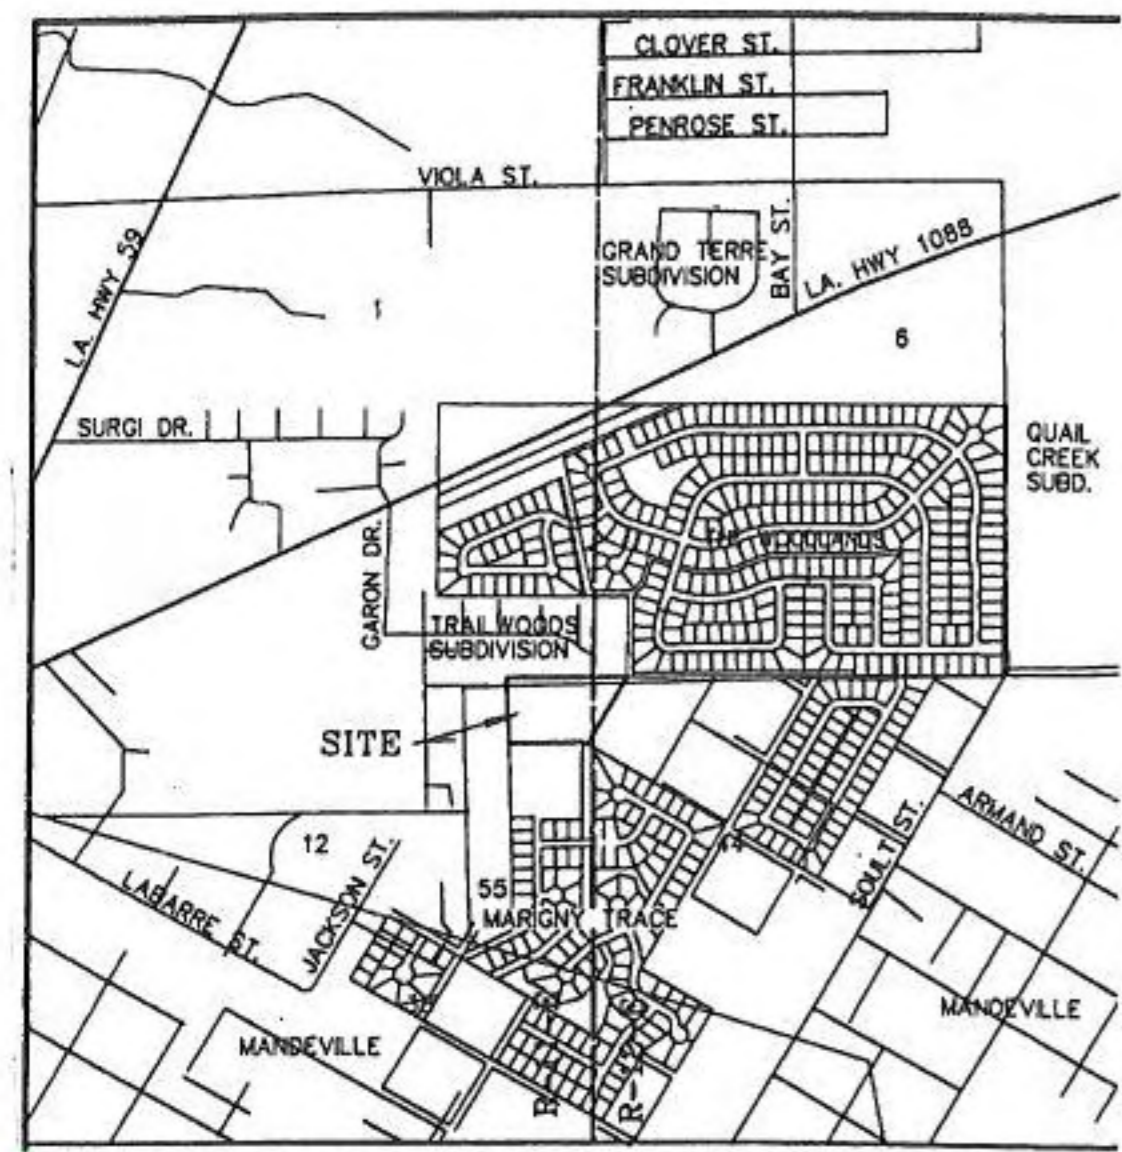 CLOVER ST.
FRANKLIN ST.
PENROSE ST.
VIOLA ST.
LA. HWY 59
GRAND TERRE
SUBDIVISION
BAY ST.
LA. HWY 1088
1
6
SURGI DR.
QUAIL
CREEK
SUBD.
THE WOODLANDS
GARON DR.
TRAILWOODS
SUBDIVISION
SITE
ARMAND ST.
SOULT ST.
12
44
LABARRE ST.
JACKSON ST.
55
MARIGNY TRACE
MANDEVILLE
MANDEVILLE